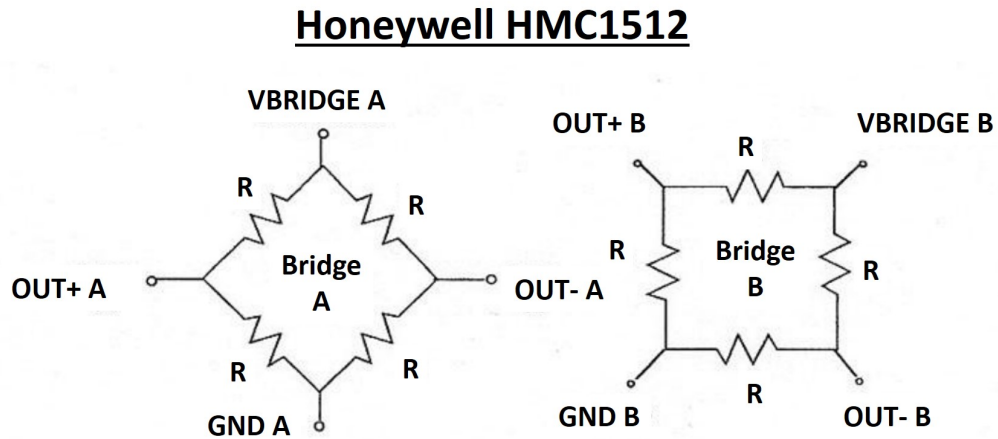 Honeywell HMC1512
VBRIDGE A
R
R
Bridge
A
OUT+ A
OUT- A
R
R
GND A
OUT+ B
VBRIDGE B
R
R
Bridge
B
R
R
GND B
OUT- B